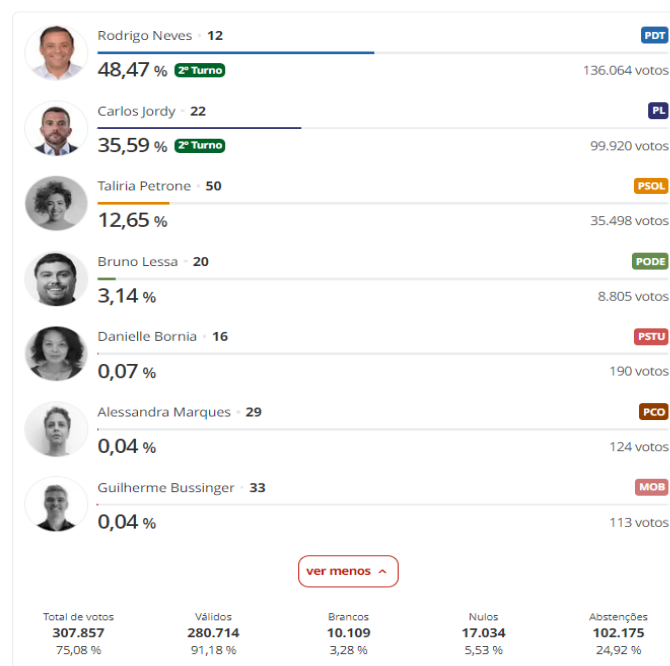 Rodrigo Neves • 12 PDT
48,47 % 2º Turno 136.064 votos
Carlos Jordy • 22 PL
35,59 % 2º Turno 99.920 votos
Taliria Petrone • 50 PSOL
12,65 % 35.498 votos
Bruno Lessa • 20 PODE
3,14 % 8.805 votos
Danielle Bornia • 16 PSTU
0,07 % 190 votos
Alessandra Marques • 29 PCO
0,04 % 124 votos
Guilherme Bussinger • 33 MOB
0,04 % 113 votos
ver menos
Total de votos Válidos Brancos Nulos Abstenções
307.857 280.714 10.109 17.034 102.175
75,08 % 91,18 % 3,28 % 5,53 % 24,92 %